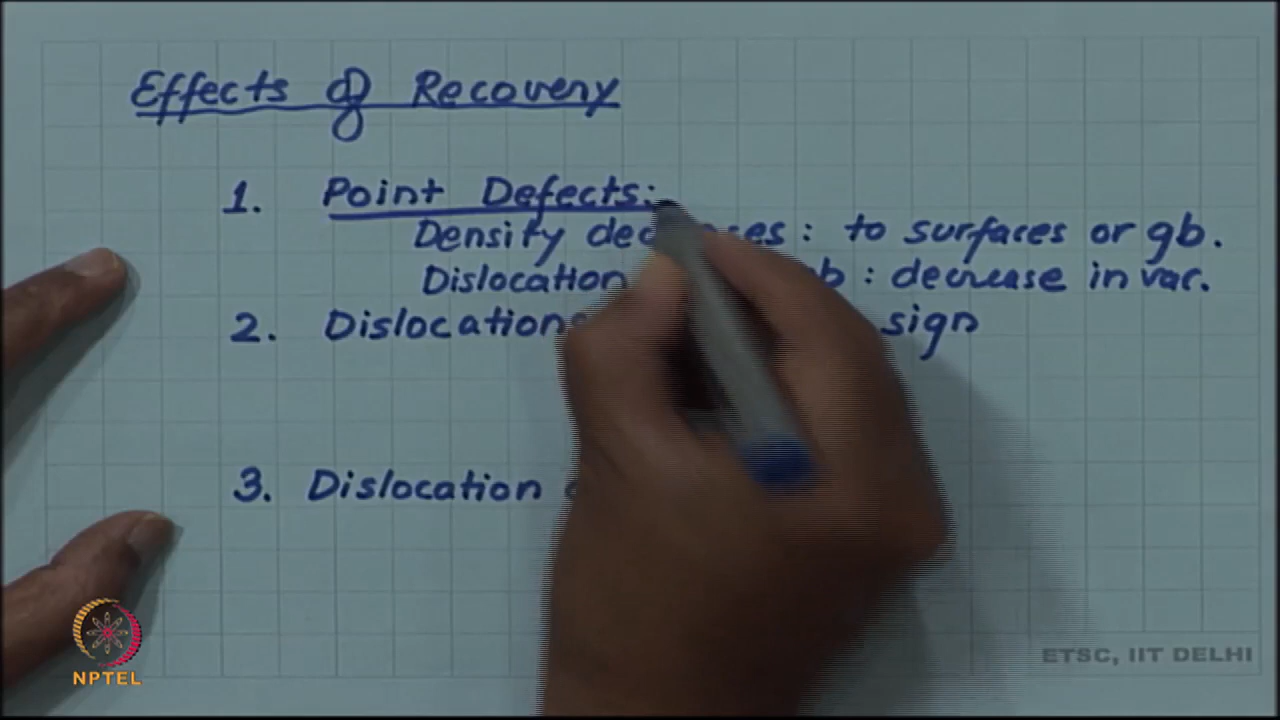 Effects of Recovery
1. Point Defects:
Density : to surfaces or gb.
Dislocation : decrease in var.
2. Dislocations sign
3. Dislocation
NPTEL
ETSC, IIT DELHI